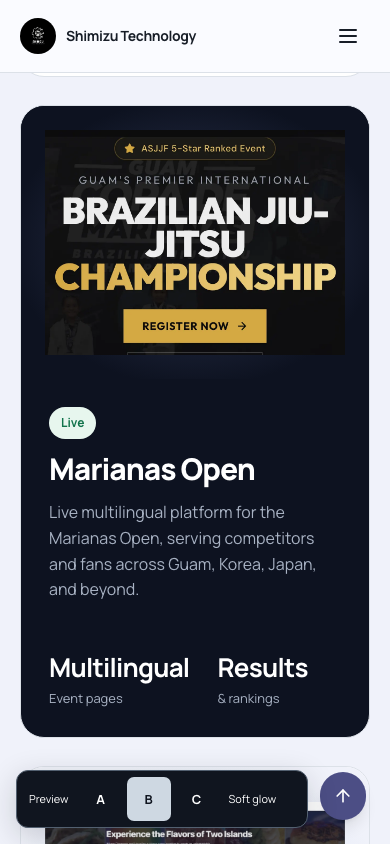 Shimizu Technology
ASJJF 5-Star Ranked Event
GUAM'S PREMIER INTERNATIONAL
BRAZILIAN JIU-
JITSU
CHAMPIONSHIP
REGISTER NOW →
Live
Marianas Open
Live multilingual platform for the
Marianas Open, serving competitors
and fans across Guam, Korea, Japan,
and beyond.
Multilingual Results
Event pages & rankings
Preview A B C Soft glow
Experience the Flavors of Two Islands